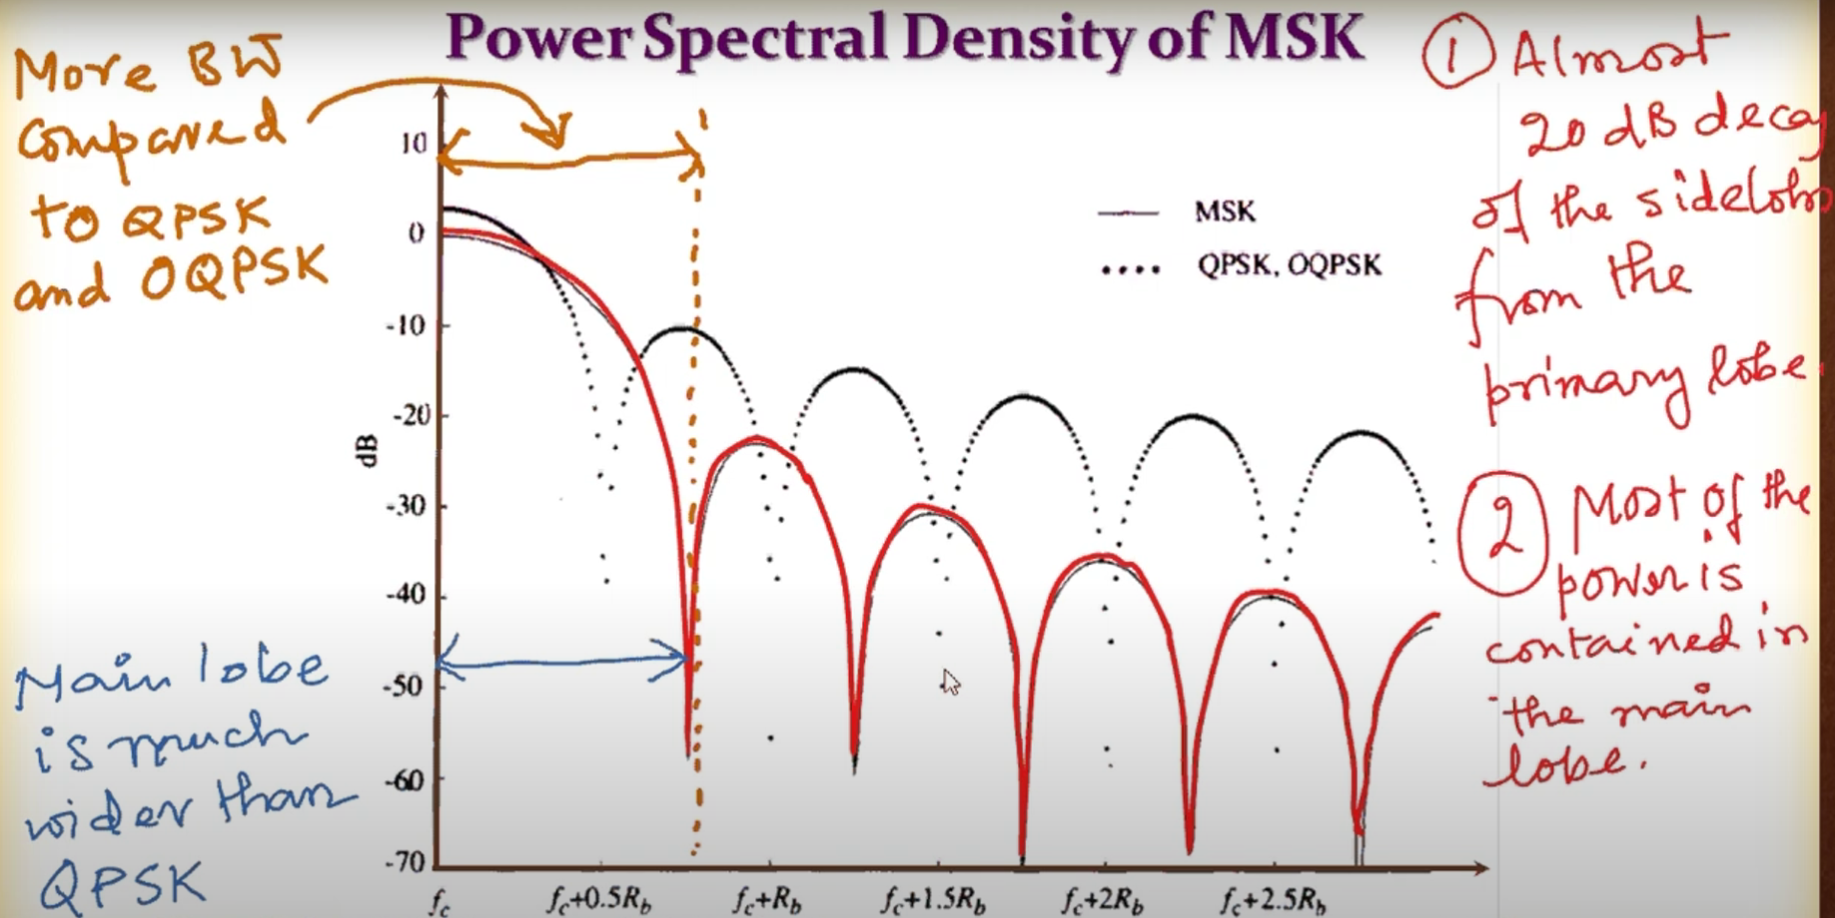 Power Spectral Density of MSK
More BW
Compared
to QPSK
and OQPSK
Main lobe
is much
wider than
QPSK
10
0
-10
-20
-30
-40
-50
-60
-70
dB
MSK
QPSK, OQPSK
fc
fc+0.5Rb
fc+Rb
fc+1.5Rb
fc+2Rb
fc+2.5Rb
① Almost
20 dB decay
of the sidelobs
from the
primary lobe.
② Most of the
power is
contained in
the main
lobe.